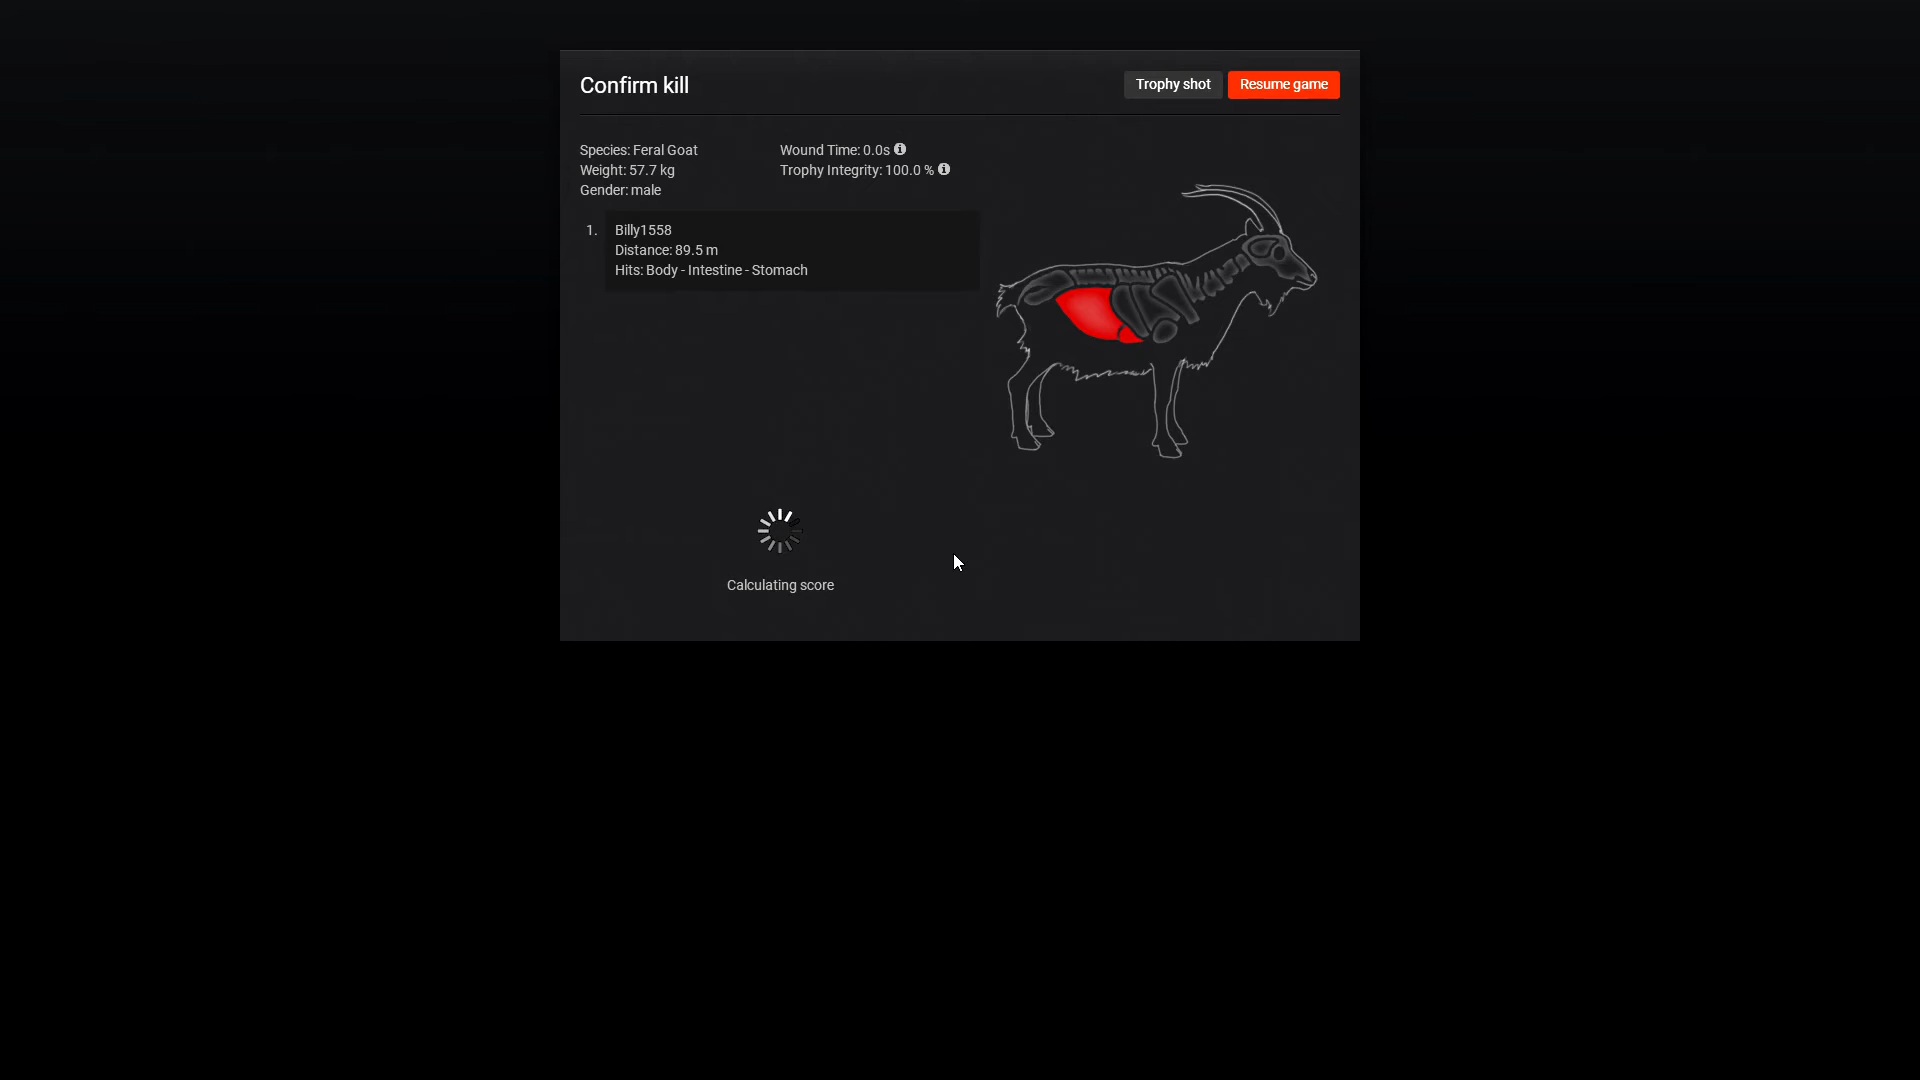 Confirm kill
Trophy shot
Resume game
Species: Feral Goat
Weight: 57.7 kg
Gender: male
Wound Time: 0.0s
Trophy Integrity: 100.0 %
1.
Billy1558
Distance: 89.5 m
Hits: Body - Intestine - Stomach
Calculating score